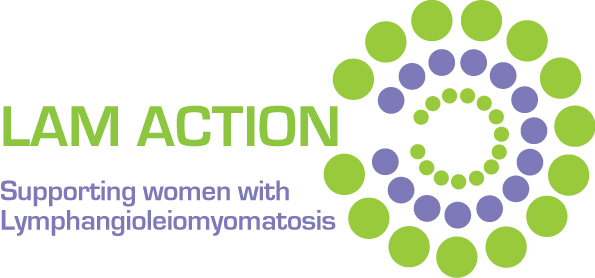 LAM ACTION
Supporting women with
Lymphangioleiomyomatosis